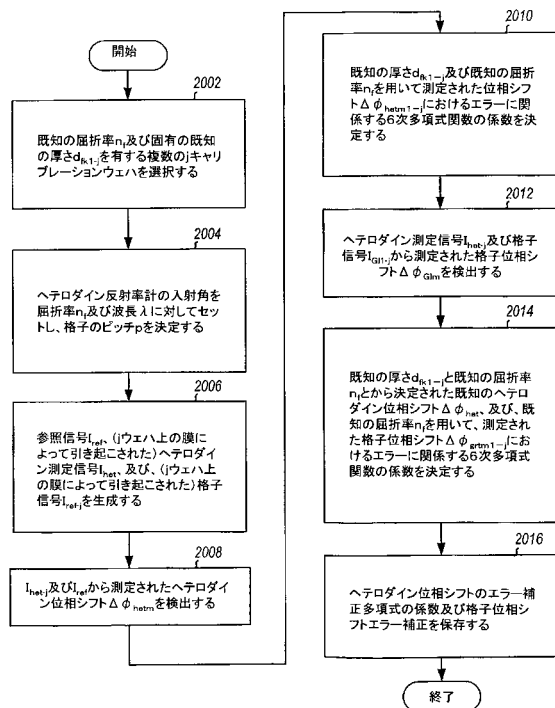 開始
2002
既知の屈折率nf及び固有の既知
の厚さdfk1-jを有する複数のjキャリ
ブレーションウェハを選択する
2004
ヘテロダイン反射率計の入射角を
屈折率nf及び波長λに対してセッ
トし、格子のピッチpを決定する
2006
参照信号Iref、(jウェハ上の膜に
よって引き起こされた)ヘテロダイ
ン測定信号Ihet、及び、(jウェハ上
の膜によって引き起こされた)格子
信号Iref-jを生成する
2008
Ihet-j及びIrefから測定されたヘテロダイ
ン位相シフトΔφhetmを検出する
2010
既知の厚さdfk1-j及び既知の屈折
率nfを用いて測定された位相シフ
トΔφhetm1-jにおけるエラーに関
係する6次多項式関数の係数を
決定する
2012
ヘテロダイン測定信号Ihet-j及び格子
信号IGI1-jから測定された格子位相シ
フトΔφGImを検出する
2014
既知の厚さdfk1-jと既知の屈折率
nfとから決定された既知のヘテロ
ダイン位相シフトΔφhet、及び、既
知の屈折率nfを用いて、測定され
た格子位相シフトΔφgrtm1-jにお
けるエラーに関係する6次多項式
関数の係数を決定する
2016
ヘテロダイン位相シフトのエラー補
正多項式の係数及び格子位相シ
フトエラー補正を保存する
終了